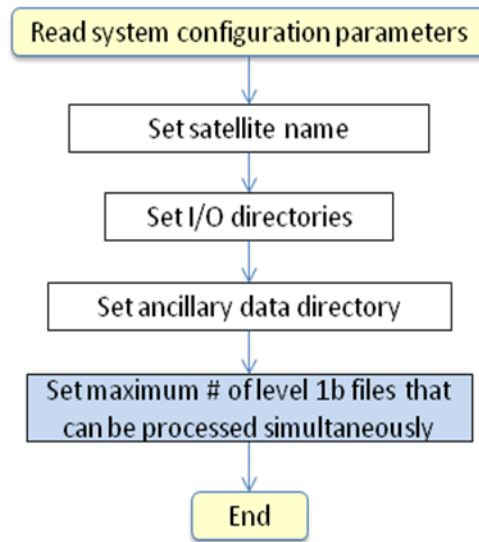 Read system configuration parameters
Set satellite name
Set I/O directories
Set ancillary data directory
Set maximum # of level 1b files that
can be processed simultaneously
End